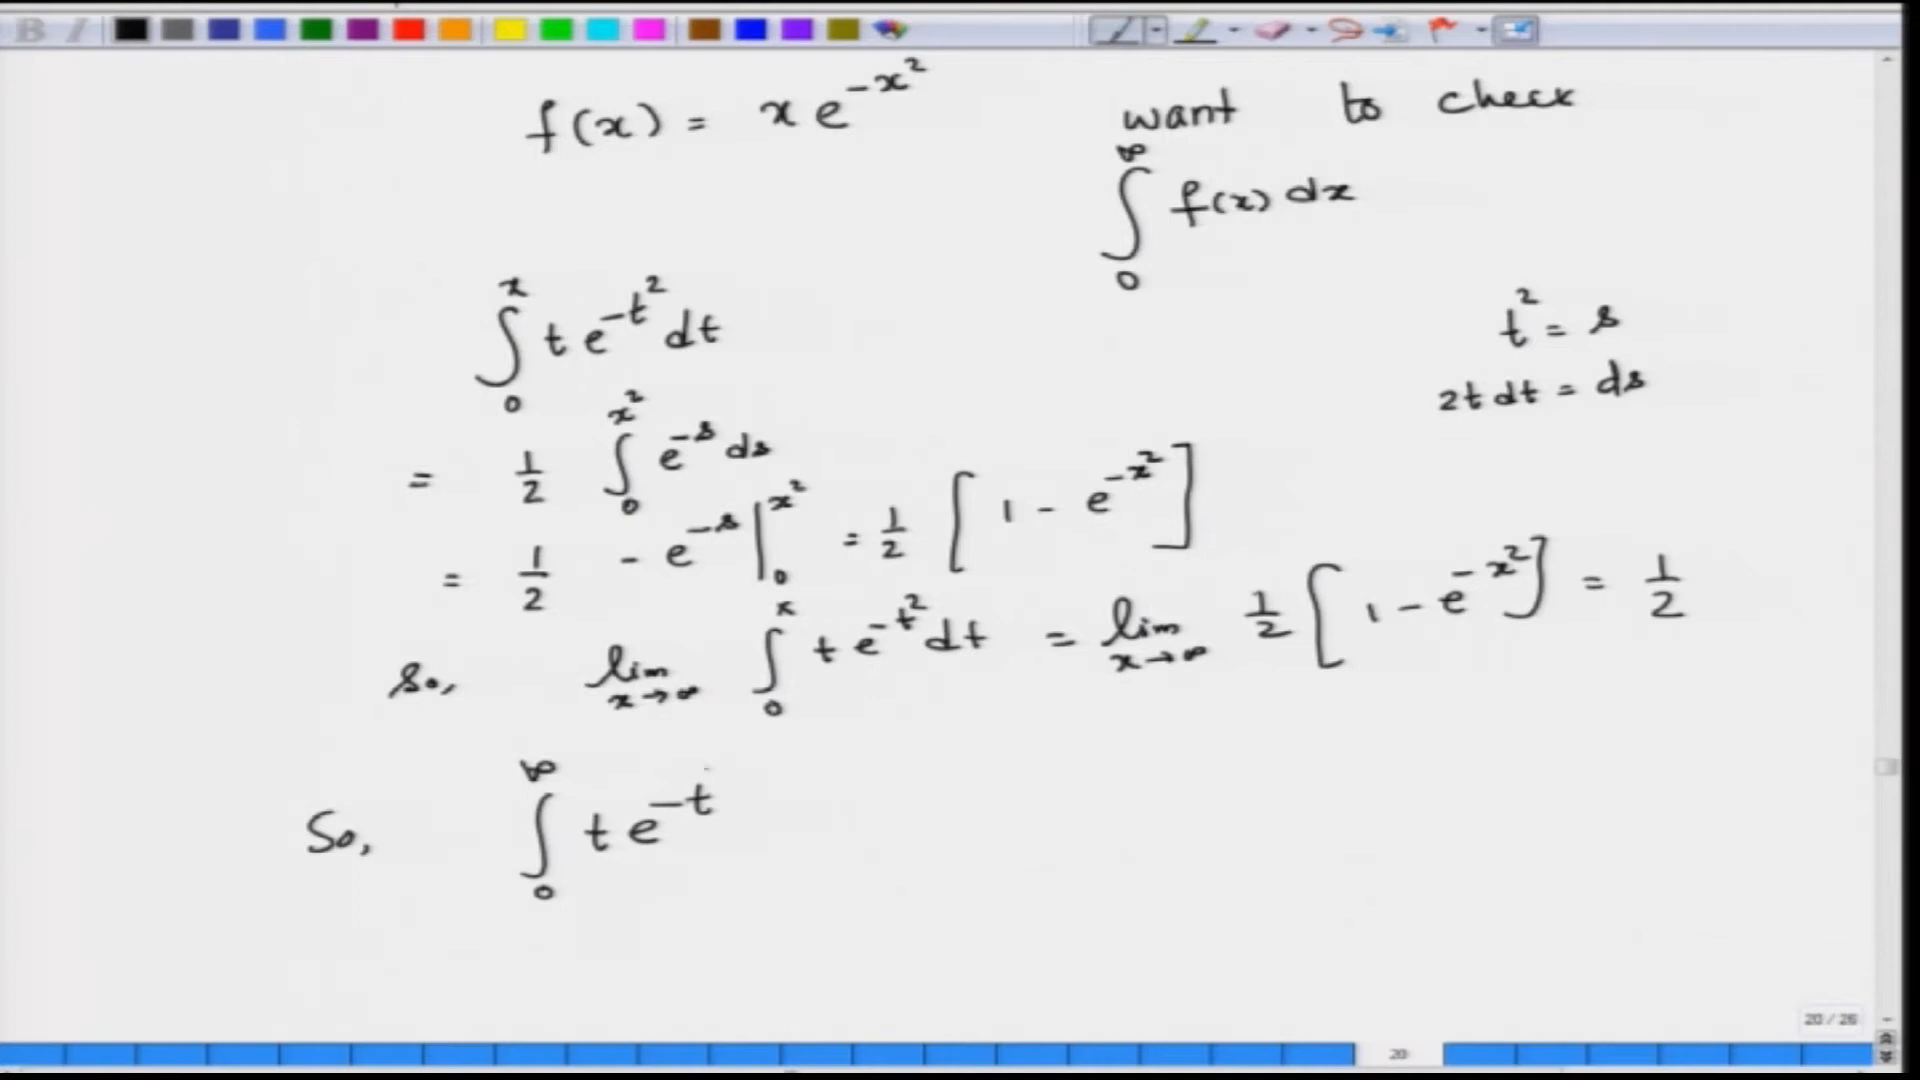 B I
f(x) = x e^{-x^2} want to check
∫_0^∞ f(x) dx
∫_0^x t e^{-t^2} dt
t^2 = s
2t dt = ds
= 1/2 ∫_0^{x^2} e^{-s} ds
= 1/2 - e^{-s} |_0^{x^2} = 1/2 [ 1 - e^{-x^2} ]
So, lim_{x→∞} ∫_0^x t e^{-t^2} dt = lim_{x→∞} 1/2 [ 1 - e^{-x^2} ] = 1/2
So, ∫_0^∞ t e^{-t}
20 / 26
20